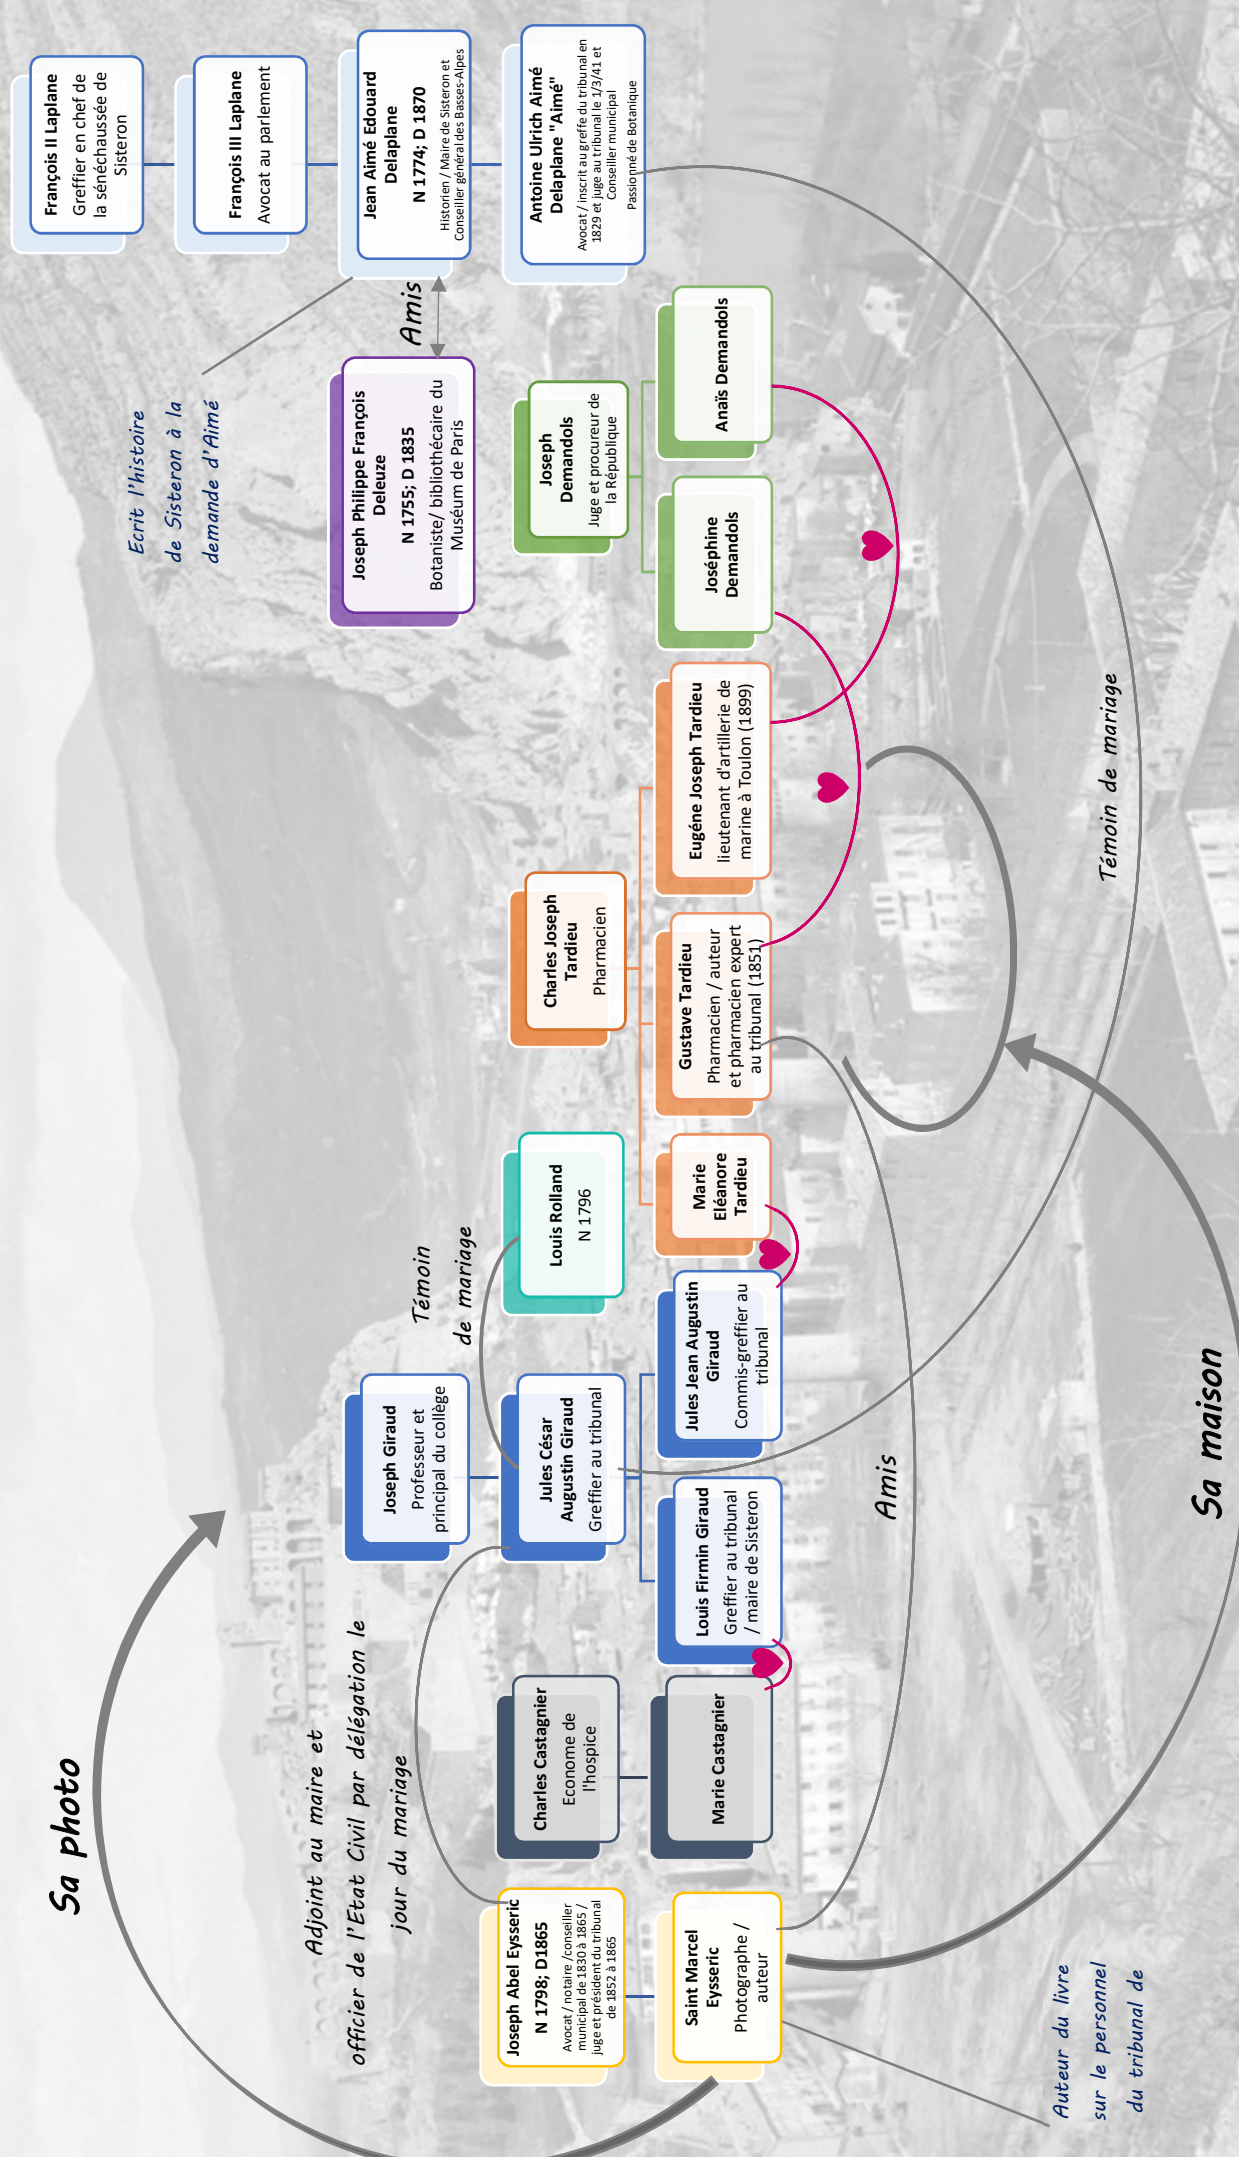 Sa photo
Adjoint au maire et
officier de l'Etat Civil par délégation le
jour du mariage
Joseph Abel Eysseric
N 1798; D1865
Avocat / notaire /conseiller
municipal de 1830 à 1865 /
juge et président du tribunal
de 1852 à 1865
Saint Marcel
Eysseric
Photographe /
auteur
Auteur du livre
sur le personnel
du tribunal de
Charles Castagnier
Econome de
l'hospice
Marie Castagnier
Joseph Giraud
Professeur et
principal du collège
Jules César
Augustin Giraud
Greffier au tribunal
Louis Firmin Giraud
Greffier au tribunal
/ maire de Sisteron
Jules Jean Augustin
Giraud
Commis-greffier au
tribunal
Témoin
de mariage
Louis Rolland
N 1796
Charles Joseph
Tardieu
Pharmacien
Marie
Eléanore
Tardieu
Gustave Tardieu
Pharmacien / auteur
et pharmacien expert
au tribunal (1851)
Eugéne Joseph Tardieu
lieutenant d'artillerie de
marine à Toulon (1899)
Amis
Sa maison
Témoin de mariage
Ecrit l'histoire
de Sisteron à la
demande d'Aimé
Joseph Philippe François
Deleuze
N 1755; D 1835
Botaniste/ bibliothécaire du
Muséum de Paris
Amis
Joseph
Demandols
Juge et procureur de
la République
Joséphine
Demandols
Anaïs Demandols
François II Laplane
Greffier en chef de
la sénéchaussée de
Sisteron
François III Laplane
Avocat au parlement
Jean Aimé Edouard
Delaplane
N 1774; D 1870
Historien / Maire de Sisteron et
Conseiller général des Basses-Alpes
Antoine Ulrich Aimé
Delaplane "Aimé"
Avocat / inscrit au greffe du tribunal en
1829 et juge au tribunal le 1/3/41 et
Conseiller municipal
Passionné de Botanique